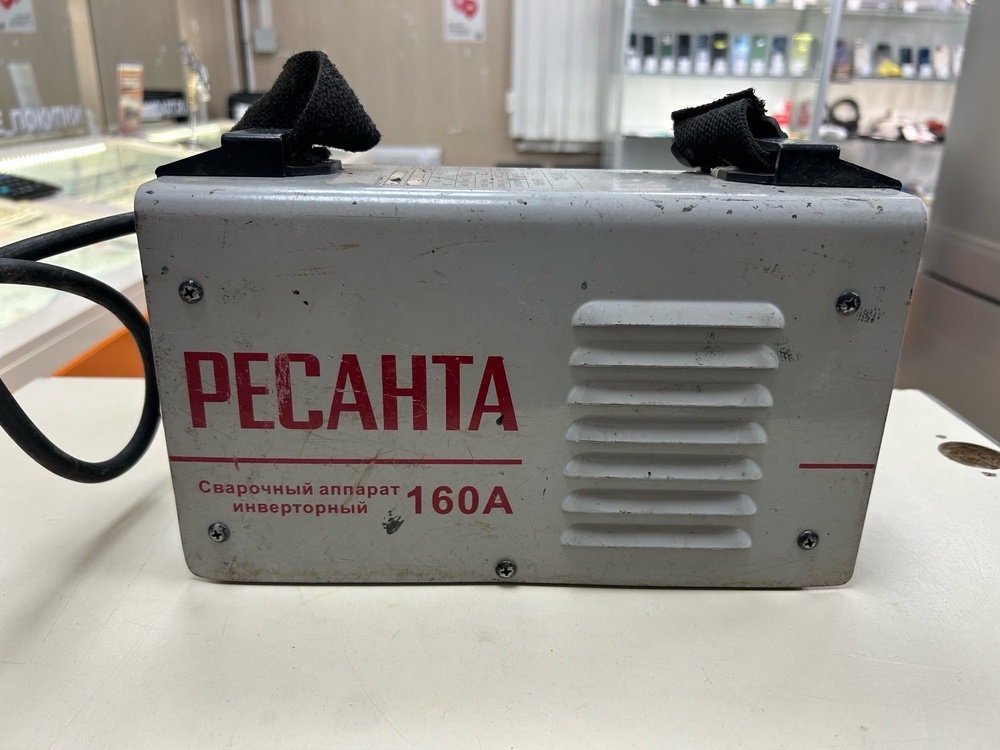 РЕСАНТА
Сварочный аппарат
инверторный
160А